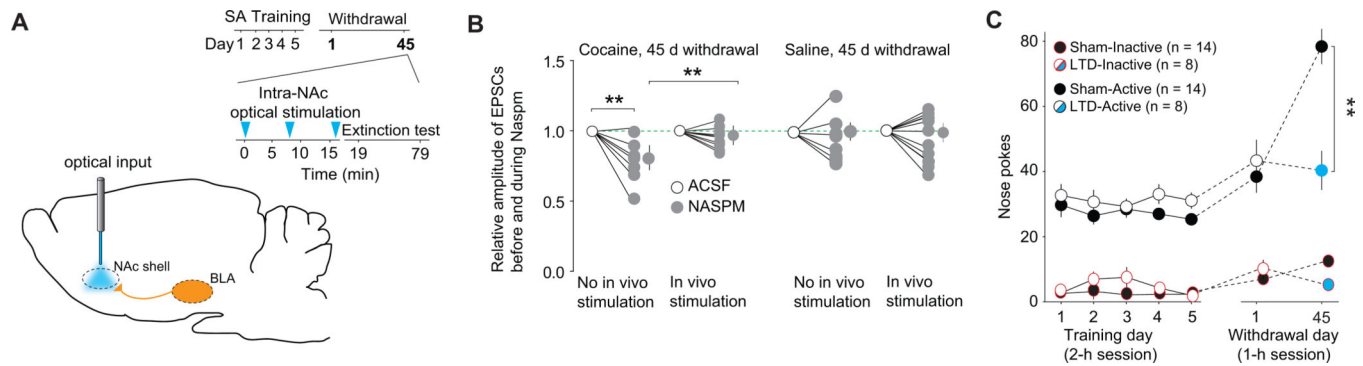 A
SA Training
Withdrawal
Day 1 2 3 4 5
1
45
Intra-NAc
optical stimulation
Extinction test
0 5 10 15 19 79
Time (min)
optical input
NAc shell
BLA
B
Relative amplitude of EPSCs
before and during Naspm
Cocaine, 45 d withdrawal
Saline, 45 d withdrawal
1.5
1.0
0.5
0.0
**
**
ACSF
NASPM
No in vivo
stimulation
In vivo
stimulation
No in vivo
stimulation
In vivo
stimulation
C
Nose pokes
80
60
40
20
0
Sham-Inactive (n = 14)
LTD-Inactive (n = 8)
Sham-Active (n = 14)
LTD-Active (n = 8)
**
1 2 3 4 5
1 45
Training day
(2-h session)
Withdrawal day
(1-h session)